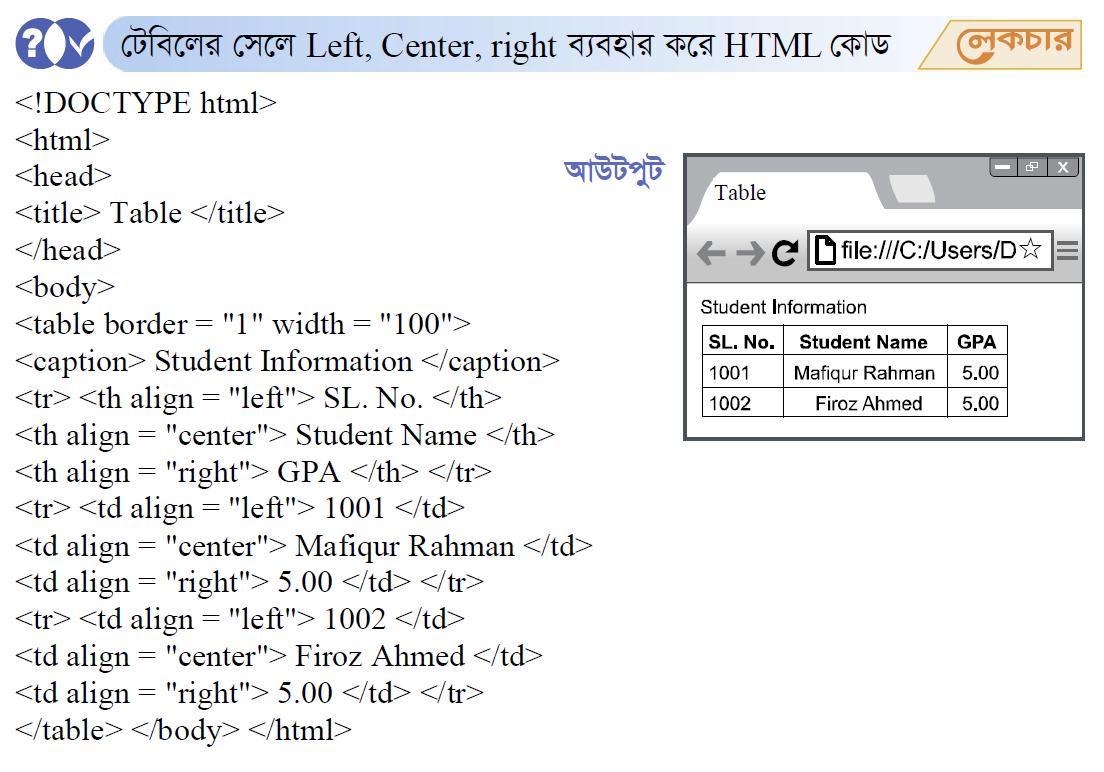 টেবিলের সেলে Left, Center, right ব্যবহার করে HTML কোড
লেকচার
<!DOCTYPE html>
<html>
<head>
<title> Table </title>
</head>
<body>
<table border = "1" width = "100">
<caption> Student Information </caption>
<tr> <th align = "left"> SL. No. </th>
<th align = "center"> Student Name </th>
<th align = "right"> GPA </th> </tr>
<tr> <td align = "left"> 1001 </td>
<td align = "center"> Mafiqur Rahman </td>
<td align = "right"> 5.00 </td> </tr>
<tr> <td align = "left"> 1002 </td>
<td align = "center"> Firoz Ahmed </td>
<td align = "right"> 5.00 </td> </tr>
</table> </body> </html>
আউটপুট
Table
file:///C:/Users/D
Student Information
SL. No. Student Name GPA
1001 Mafiqur Rahman 5.00
1002 Firoz Ahmed 5.00